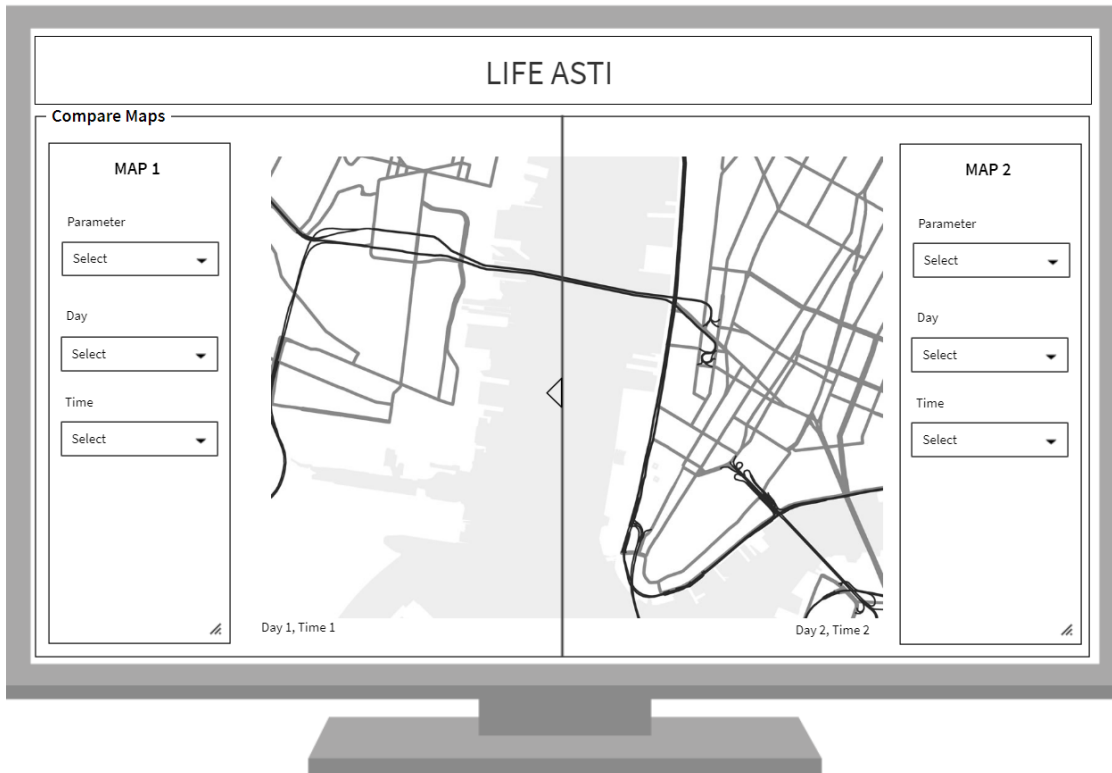 LIFE ASTI
Compare Maps
MAP 1
Parameter
Select
Day
Select
Time
Select
Day 1, Time 1
Day 2, Time 2
MAP 2
Parameter
Select
Day
Select
Time
Select